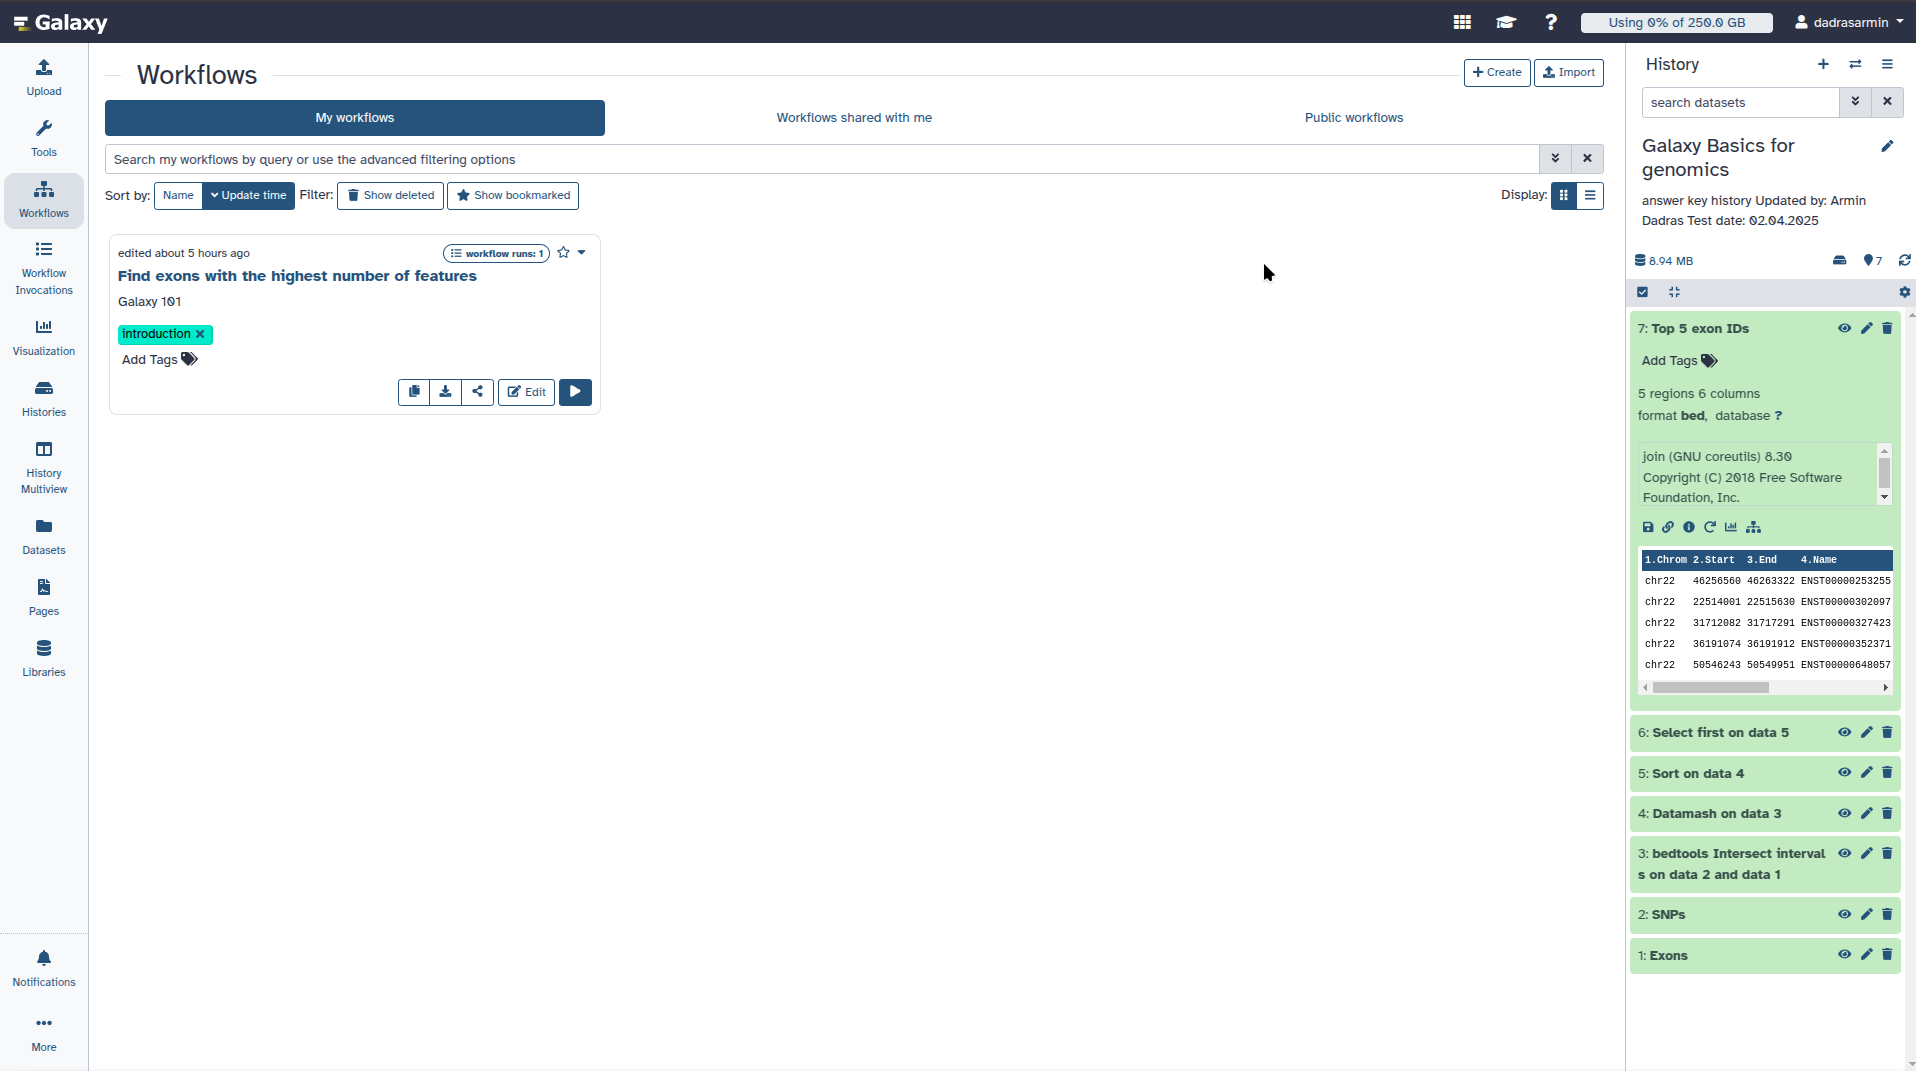 Galaxy
Using 0% of 250.0 GB
dadrasarmin
Upload
Tools
Workflows
Workflow
Invocations
Visualization
Histories
History
Multiview
Datasets
Pages
Libraries
Notifications
More
Workflows
Create
Import
My workflows
Workflows shared with me
Public workflows
Search my workflows by query or use the advanced filtering options
Sort by: Name Update time Filter: Show deleted Show bookmarked
Display:
edited about 5 hours ago
workflow runs: 1
Find exons with the highest number of features
Galaxy 101
introduction
Add Tags
Edit
History
search datasets
Galaxy Basics for
genomics
answer key history Updated by: Armin
Dadras Test date: 02.04.2025
8.94 MB
7
7: Top 5 exon IDs
Add Tags
5 regions 6 columns
format bed, database ?
join (GNU coreutils) 8.30
Copyright (C) 2018 Free Software
Foundation, Inc.
1.Chrom 2.Start 3.End 4.Name
chr22 46256560 46263322 ENST00000253255
chr22 22514001 22515630 ENST00000302097
chr22 31712082 31717291 ENST00000327423
chr22 36191074 36191912 ENST00000352371
chr22 50546243 50549951 ENST00000648057
6: Select first on data 5
5: Sort on data 4
4: Datamash on data 3
3: bedtools Intersect interval
s on data 2 and data 1
2: SNPs
1: Exons